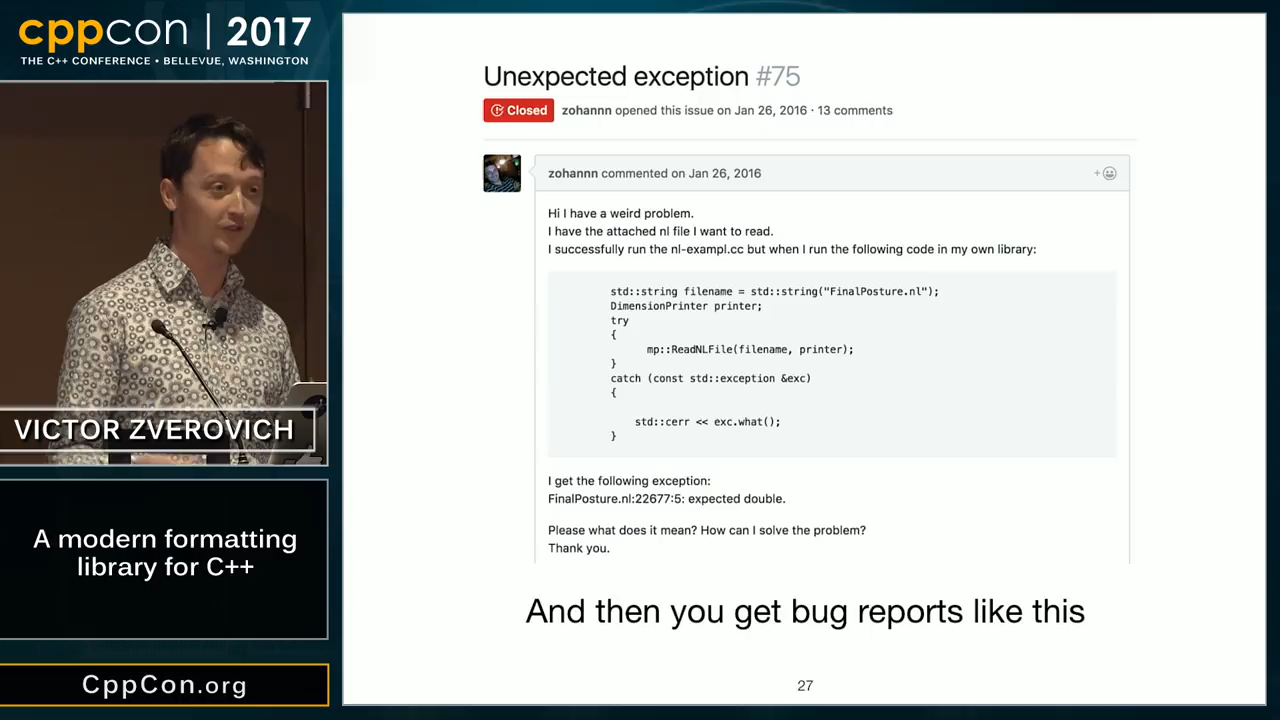 cppcon | 2017
THE C++ CONFERENCE • BELLEVUE, WASHINGTON
VICTOR ZVEROVICH
A modern formatting
library for C++
CppCon.org
Unexpected exception #75
Closed zohannn opened this issue on Jan 26, 2016 · 13 comments
zohannn commented on Jan 26, 2016
Hi I have a weird problem.
I have the attached nl file I want to read.
I successfully run the nl-exampl.cc but when I run the following code in my own library:
std::string filename = std::string("FinalPosture.nl");
DimensionPrinter printer;
try
{
mp::ReadNLFile(filename, printer);
}
catch (const std::exception &exc)
{
std::cerr << exc.what();
}
I get the following exception:
FinalPosture.nl:22677:5: expected double.
Please what does it mean? How can I solve the problem?
Thank you.
And then you get bug reports like this
27